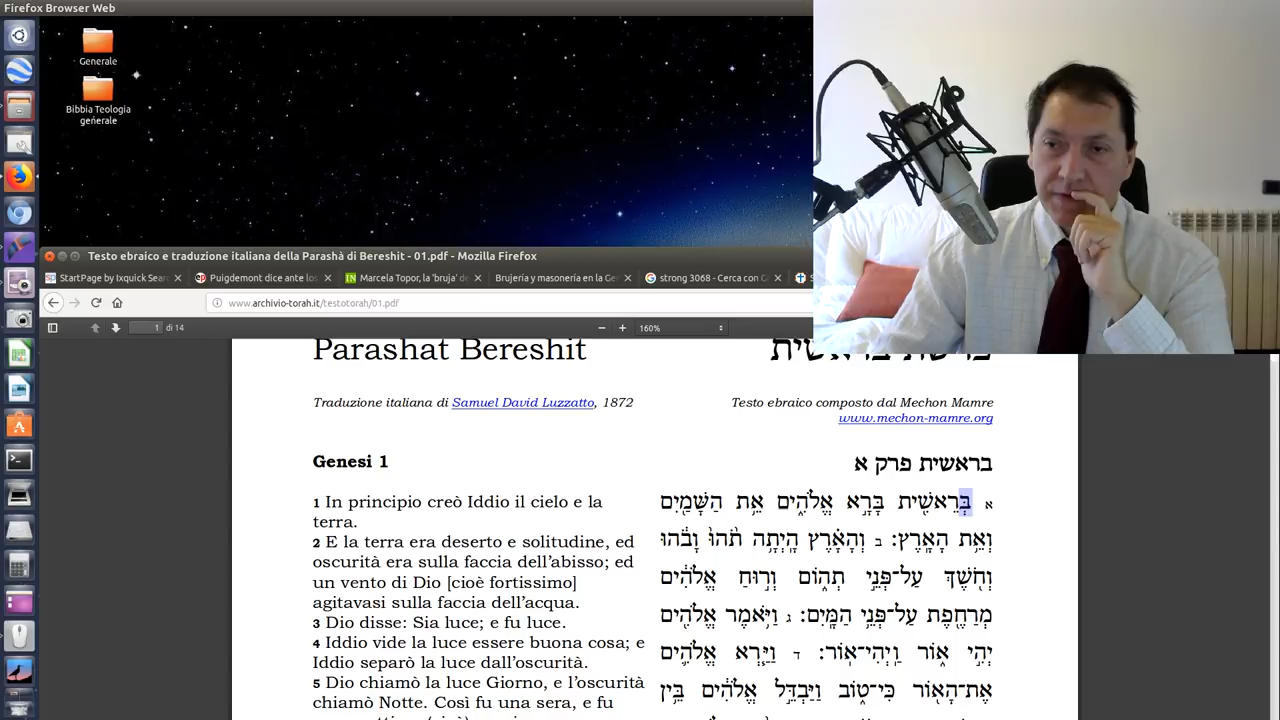 Firefox Browser Web
Generale
Bibbia Teologia
generale
Testo ebraico e traduzione italiana della Parashà di Bereshit - 01.pdf - Mozilla Firefox
StartPage by Ixquick Sear
Puigdemont dice ante los
Marcela Topor, la 'bruja' de
Brujería y masonería en la Ge
strong 3068 - Cerca con G
www.archivio-torah.it/testotorah/01.pdf
1 di 14
160%
Parashat Bereshit
פרשת בראשית
Traduzione italiana di Samuel David Luzzatto, 1872
Testo ebraico composto dal Mechon Mamre
www.mechon-mamre.org
Genesi 1
1 In principio creò Iddio il cielo e la
terra.
2 E la terra era deserto e solitudine, ed
oscurità era sulla faccia dell'abisso; ed
un vento di Dio [cioè fortissimo]
agitavasi sulla faccia dell'acqua.
3 Dio disse: Sia luce; e fu luce.
4 Iddio vide la luce essere buona cosa; e
Iddio separò la luce dall'oscurità.
5 Dio chiamò la luce Giorno, e l'oscurità
chiamò Notte. Così fu una sera, e fu
בראשית פרק א
א בְּרֵאשִׁ֖ית בָּרָ֣א אֱלֹהִ֑ים אֵ֥ת הַשָּׁמַ֖יִם
וְאֵ֥ת הָאָֽרֶץ׃ ב וְהָאָ֗רֶץ הָיְתָ֥ה תֹ֙הוּ֙ וָבֹ֔הוּ
וְחֹ֖שֶׁךְ עַל־פְּנֵ֣י תְה֑וֹם וְר֣וּחַ אֱלֹהִ֔ים
מְרַחֶ֖פֶת עַל־פְּנֵ֥י הַמָּֽיִם׃ ג וַיֹּ֥אמֶר אֱלֹהִ֖ים
יְהִ֣י א֑וֹר וַֽיְהִי־אֽוֹר׃ ד וַיַּ֧רְא אֱלֹהִ֛ים
אֶת־הָא֖וֹר כִּי־ט֑וֹב וַיַּבְדֵּ֣ל אֱלֹהִ֔ים בֵּ֥ין